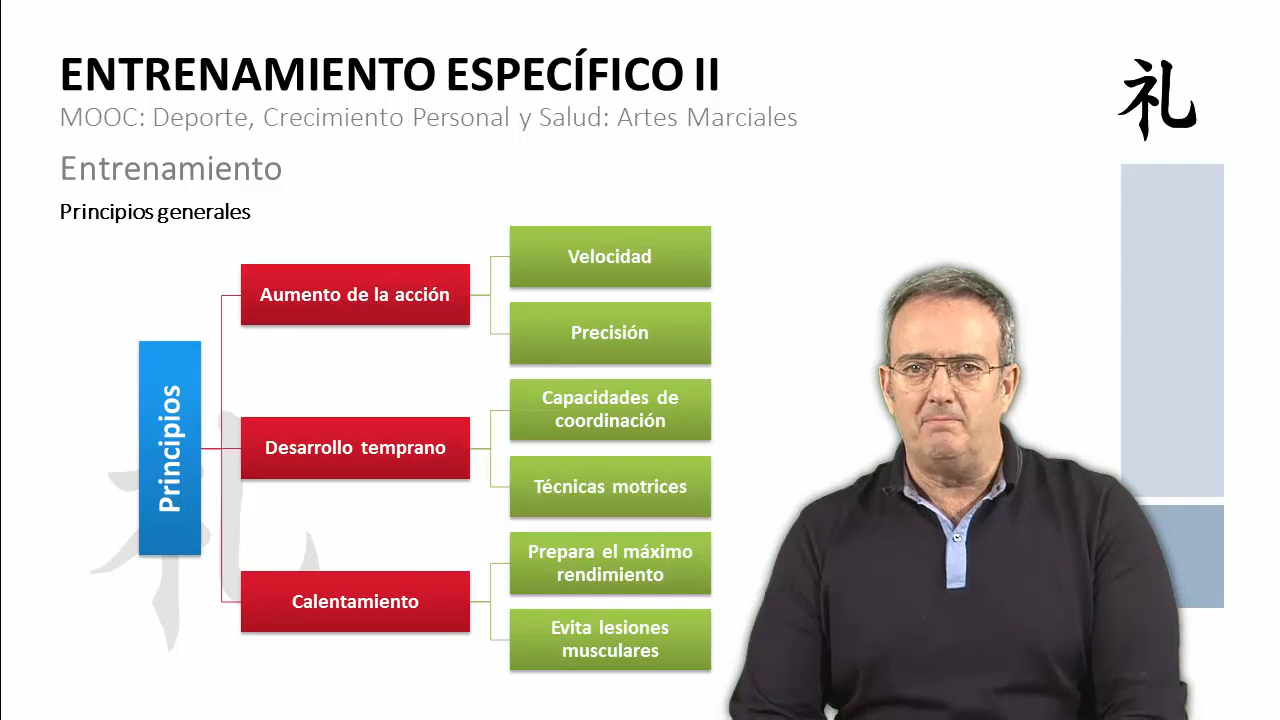 ENTRENAMIENTO ESPECÍFICO II
MOOC: Deporte, Crecimiento Personal y Salud: Artes Marciales
礼
Entrenamiento
Principios generales
Principios
Aumento de la acción
Velocidad
Precisión
Desarrollo temprano
Capacidades de
coordinación
Técnicas motrices
Calentamiento
Prepara el máximo
rendimiento
Evita lesiones
musculares
礼